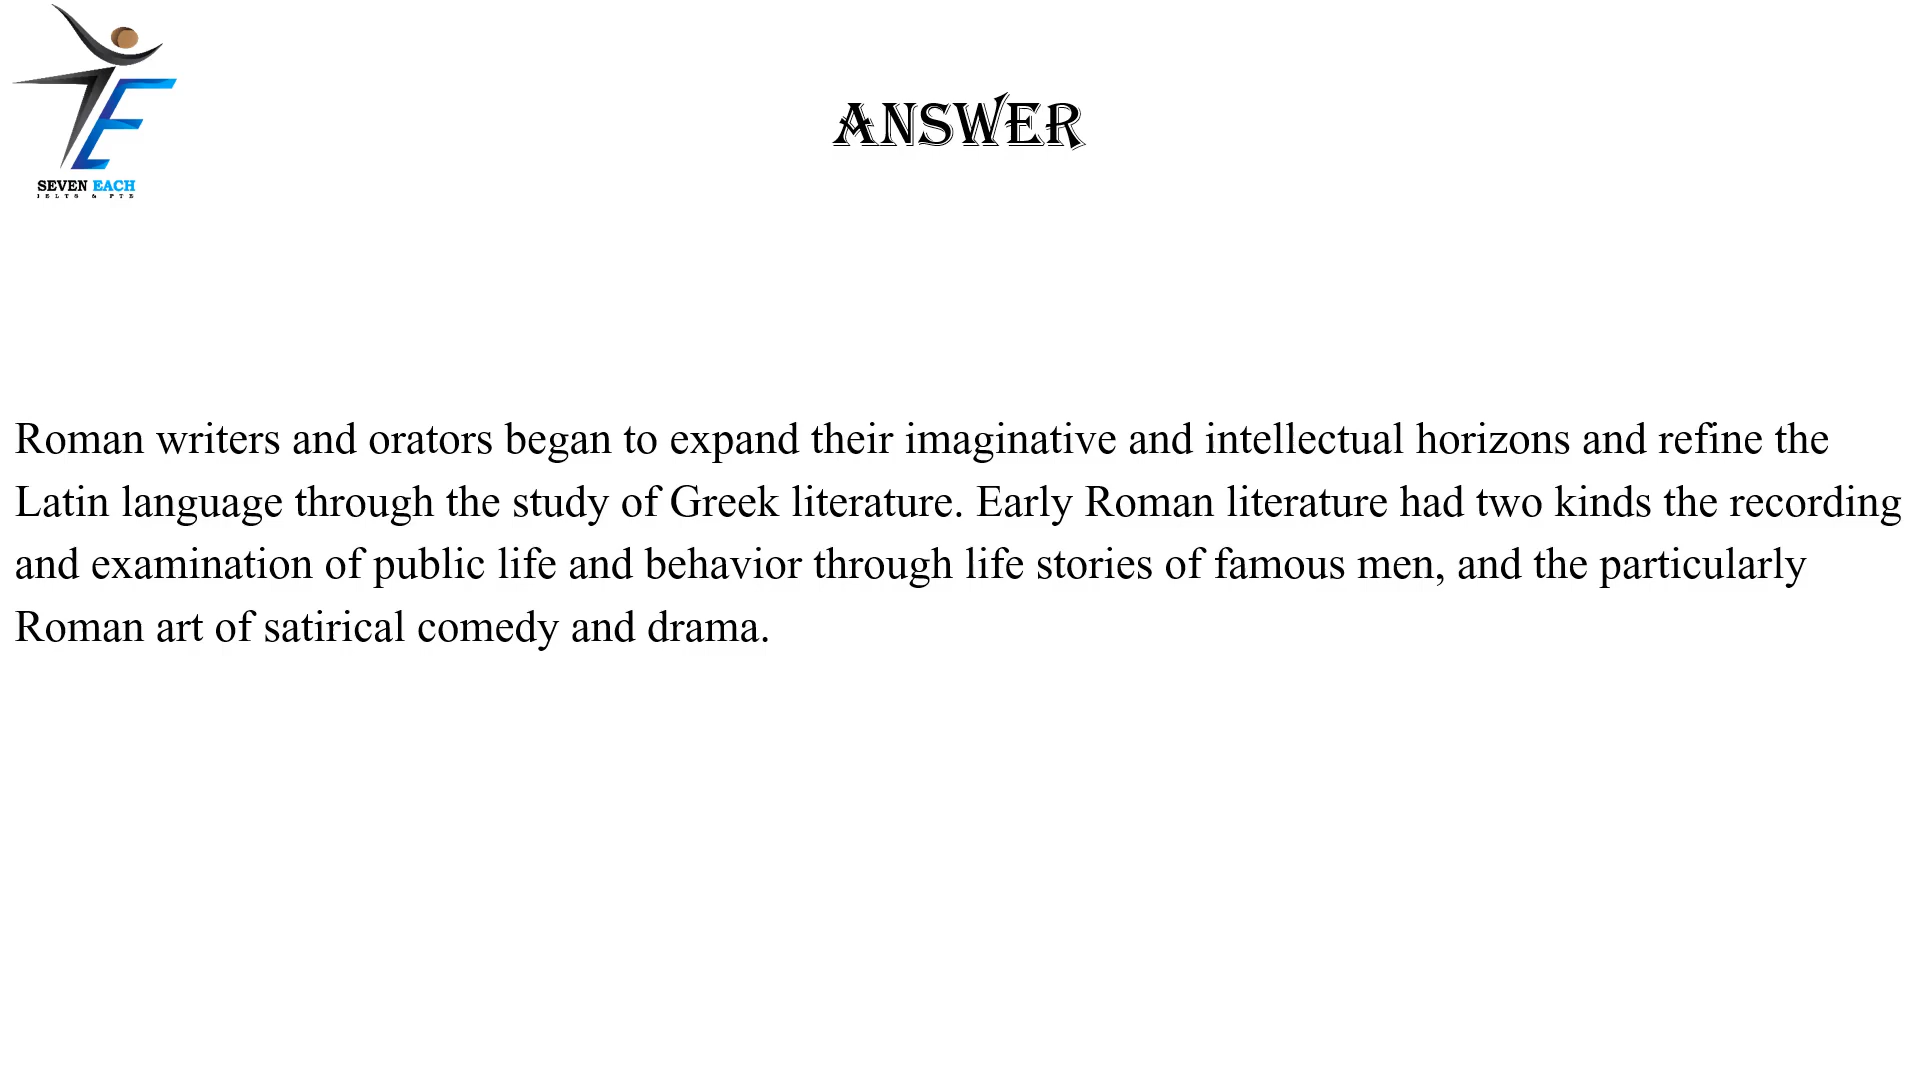 SEVEN EACH
IELTS & PTE
ANSWER
Roman writers and orators began to expand their imaginative and intellectual horizons and refine the
Latin language through the study of Greek literature. Early Roman literature had two kinds the recording
and examination of public life and behavior through life stories of famous men, and the particularly
Roman art of satirical comedy and drama.